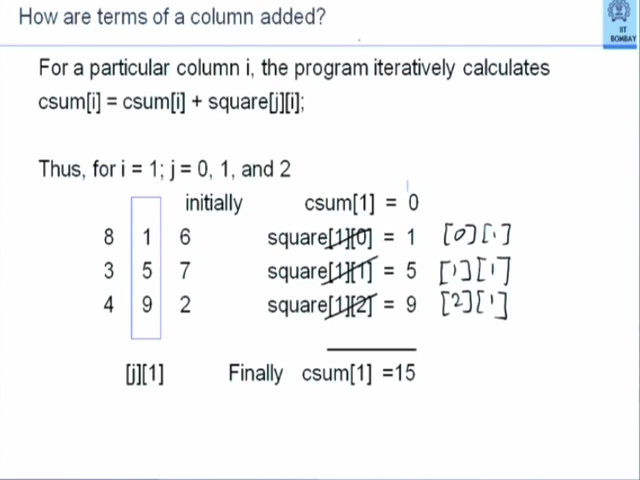 How are terms of a column added?
IIT
BOMBAY
For a particular column i, the program iteratively calculates
csum[i] = csum[i] + square[j][i];
Thus, for i = 1; j = 0, 1, and 2
initially csum[1] = 0
8 1 6 square[1][0] = 1 [0][1]
3 5 7 square[1][1] = 5 [1][1]
4 9 2 square[1][2] = 9 [2][1]
[j][1] Finally csum[1] =15